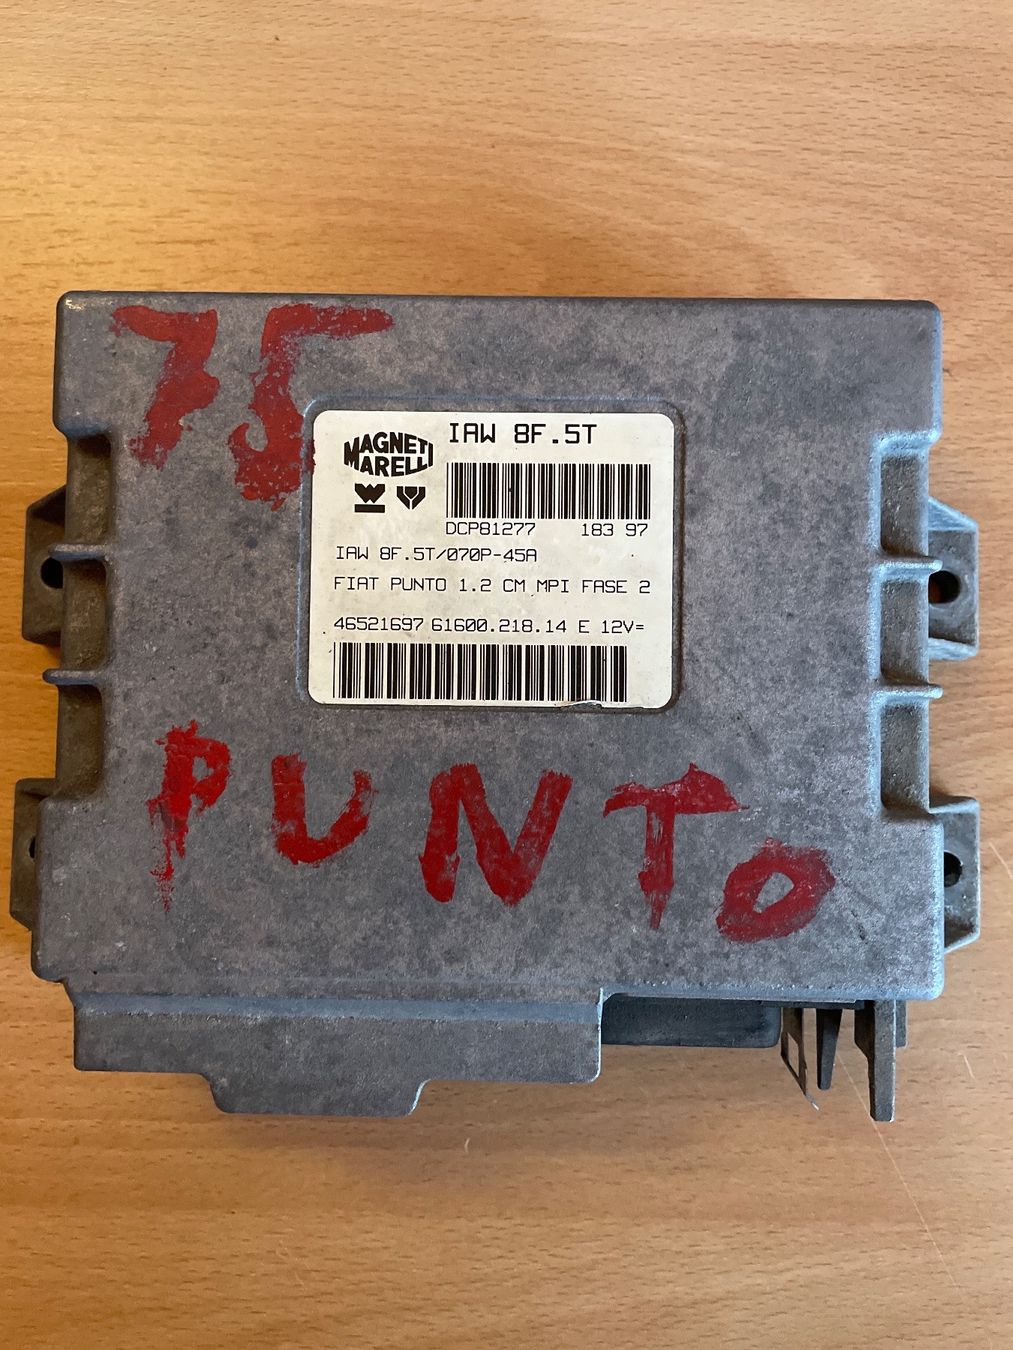 75
MAGNETI
MARELLI
IAW 8F.5T
DCP81277 183 97
IAW 8F.5T/070P-45A
FIAT PUNTO 1.2 CM MPI FASE 2
46521697 61600.218.14 E 12V=
PUNTO